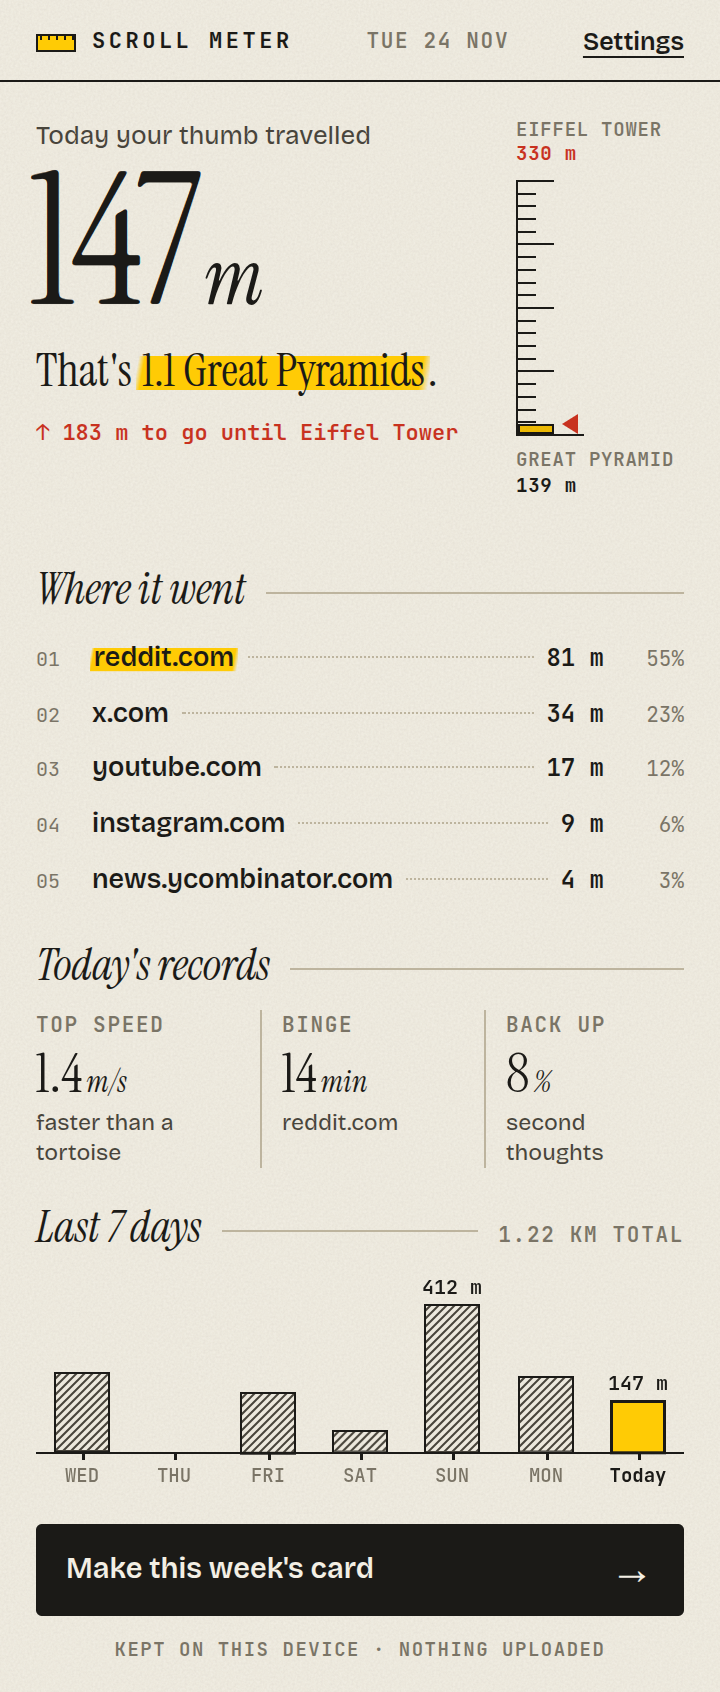 SCROLL METER
TUE 24 NOV
Settings
Today your thumb travelled
147 m
That's 1.1 Great Pyramids.
↑ 183 m to go until Eiffel Tower
EIFFEL TOWER
330 m
GREAT PYRAMID
139 m
Where it went
01 reddit.com 81 m 55%
02 x.com 34 m 23%
03 youtube.com 17 m 12%
04 instagram.com 9 m 6%
05 news.ycombinator.com 4 m 3%
Today's records
TOP SPEED
1.4 m/s
faster than a
tortoise
BINGE
14 min
reddit.com
BACK UP
8 %
second
thoughts
Last 7 days
1.22 KM TOTAL
412 m
147 m
WED THU FRI SAT SUN MON Today
Make this week's card →
KEPT ON THIS DEVICE · NOTHING UPLOADED